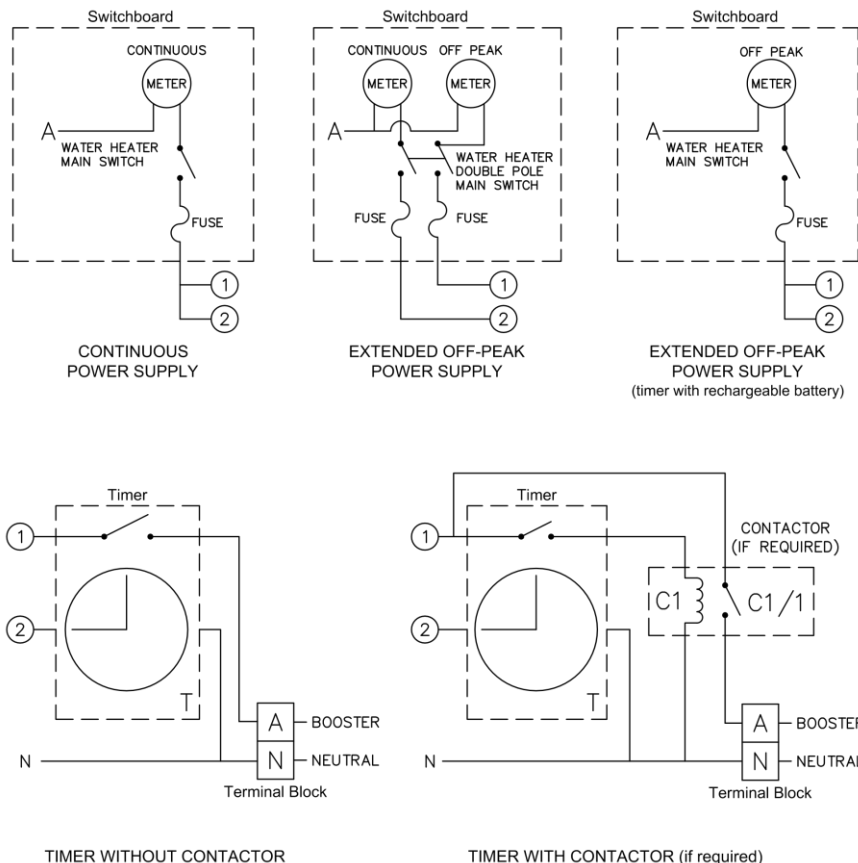 Switchboard
CONTINUOUS
METER
A
WATER HEATER
MAIN SWITCH
FUSE
1
2
CONTINUOUS
POWER SUPPLY
Switchboard
CONTINUOUS OFF PEAK
METER METER
A
WATER HEATER
DOUBLE POLE
MAIN SWITCH
FUSE FUSE
1
2
EXTENDED OFF-PEAK
POWER SUPPLY
Switchboard
OFF PEAK
METER
A
WATER HEATER
MAIN SWITCH
FUSE
1
2
EXTENDED OFF-PEAK
POWER SUPPLY
(timer with rechargeable battery)
Timer
1
2
T
A BOOSTER
N N NEUTRAL
Terminal Block
TIMER WITHOUT CONTACTOR
Timer
1
CONTACTOR
(IF REQUIRED)
C1 C1/1
2
T
A BOOSTER
N N NEUTRAL
Terminal Block
TIMER WITH CONTACTOR (if required)